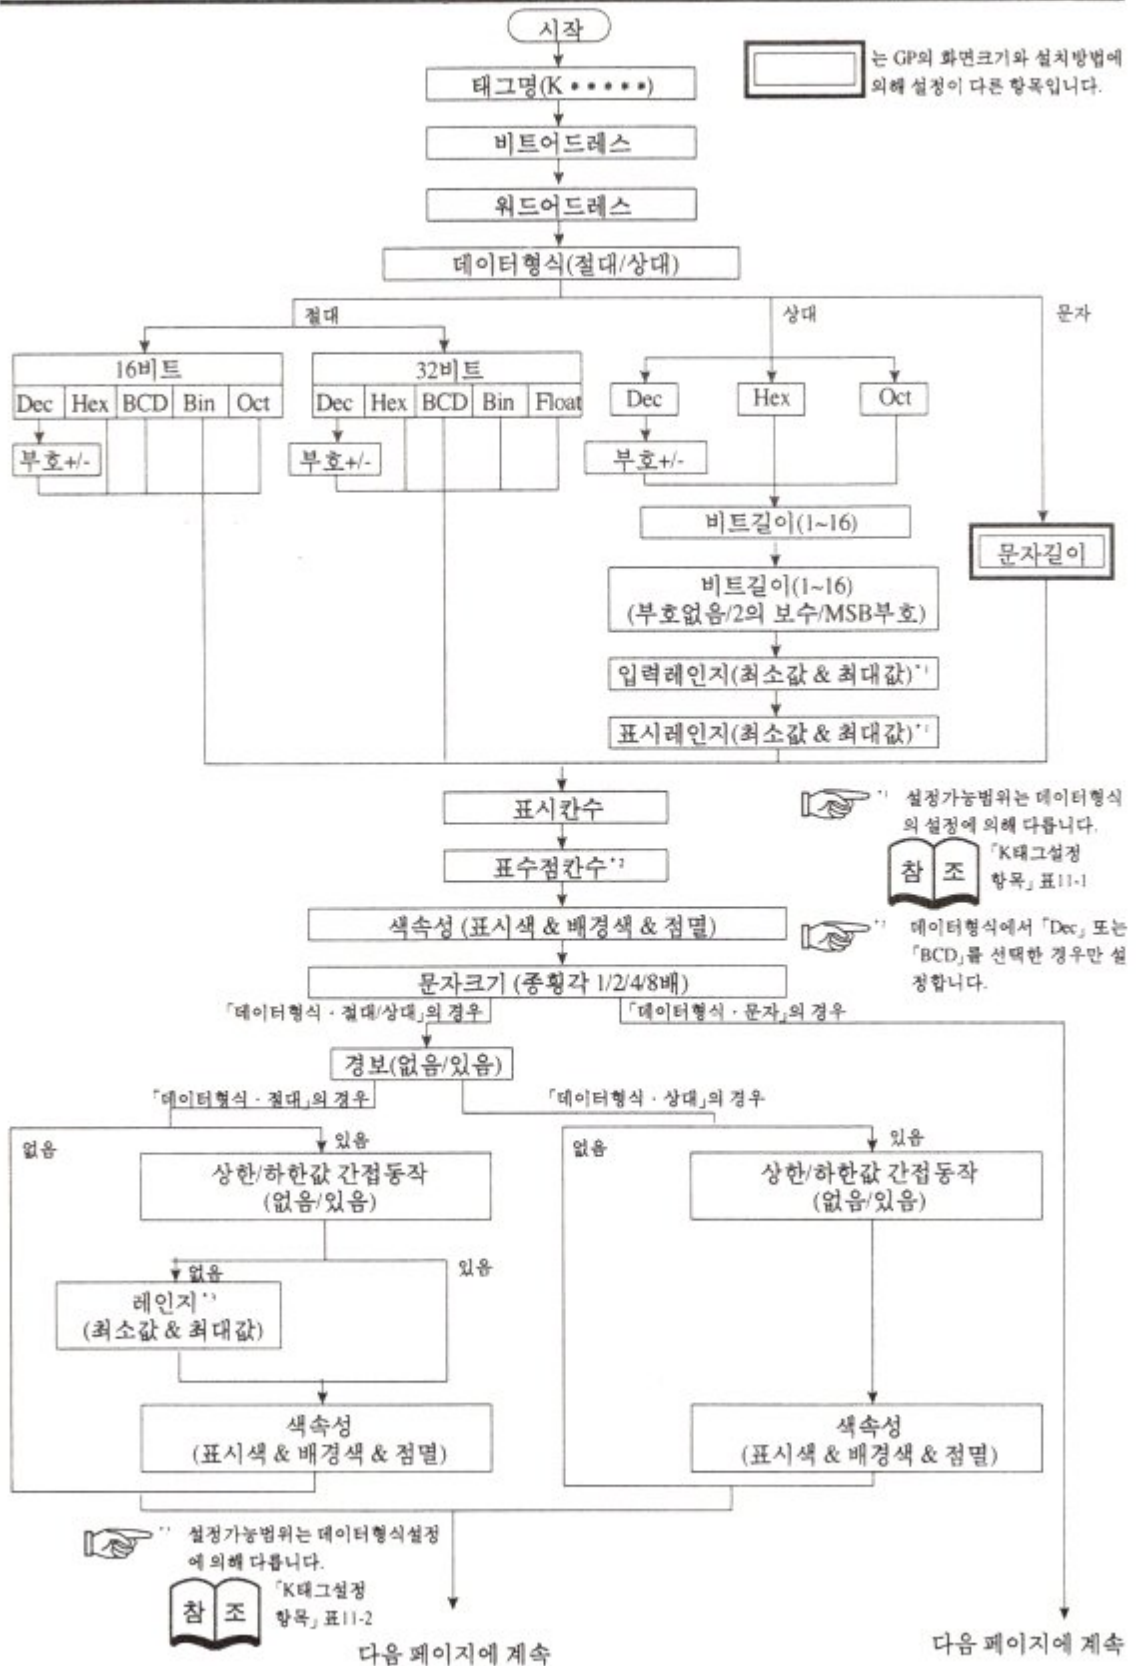 시작
는 GP의 화면크기와 설치방법에
의해 설정이 다른 항목입니다.
태그명(K • • • • •)
비트어드레스
워드어드레스
데이터형식(절대/상대)
절대
상대
문자
16비트
32비트
Dec Hex BCD Bin Oct
Dec Hex BCD Bin Float
Dec
Hex
Oct
부호+/-
부호+/-
부호+/-
비트길이(1~16)
문자길이
비트길이(1~16)
(부호없음/2의 보수/MSB부호)
입력레인지(최소값 & 최대값)*1
표시레인지(최소값 & 최대값)*1
표시칸수
*1 설정가능범위는 데이터형식
의 설정에 의해 다릅니다.
참 조
「K태그설정
항목」표11-1
표수점칸수*2
색속성 (표시색 & 배경색 & 점멸)
데이터형식에서 「Dec」 또는
「BCD」를 선택한 경우만 설
정합니다.
문자크기 (종횡각 1/2/4/8배)
「데이터형식 · 절대/상대」의 경우
「데이터형식 · 문자」의 경우
경보(없음/있음)
「데이터형식 · 절대」의 경우
「데이터형식 · 상대」의 경우
없음
있음
없음
있음
상한/하한값 간접동작
(없음/있음)
상한/하한값 간접동작
(없음/있음)
없음
있음
레인지*3
(최소값 & 최대값)
색속성
(표시색 & 배경색 & 점멸)
색속성
(표시색 & 배경색 & 점멸)
설정가능범위는 데이터형식설정
에 의해 다릅니다.
참 조
「K태그설정
항목」표11-2
다음 페이지에 계속
다음 페이지에 계속